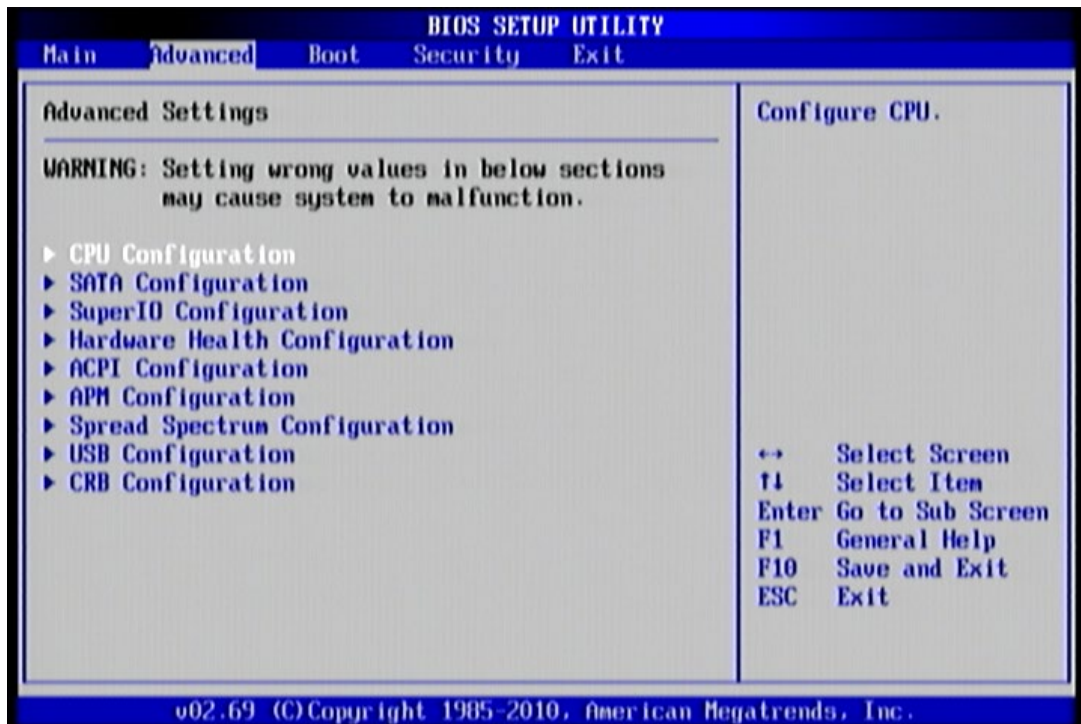 BIOS SETUP UTILITY
Main Advanced Boot Security Exit
Advanced Settings
WARNING: Setting wrong values in below sections
may cause system to malfunction.
► CPU Configuration
► SATA Configuration
► SuperIO Configuration
► Hardware Health Configuration
► ACPI Configuration
► APM Configuration
► Spread Spectrum Configuration
► USB Configuration
► CRB Configuration
Configure CPU.
↔ Select Screen
↑↓ Select Item
Enter Go to Sub Screen
F1 General Help
F10 Save and Exit
ESC Exit
v02.69 (C)Copyright 1985-2010, American Megatrends, Inc.